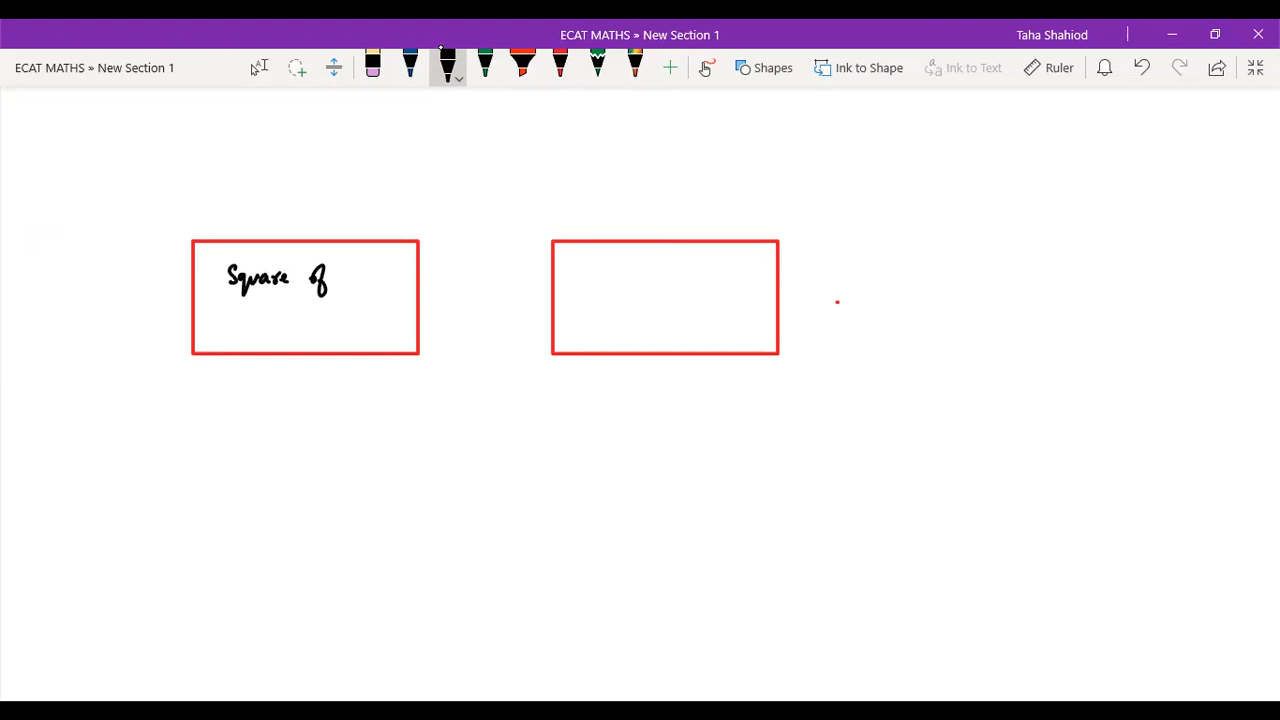 ECAT MATHS » New Section 1
Taha Shahiod
ECAT MATHS » New Section 1
Shapes
Ink to Shape
Ink to Text
Ruler
Square of